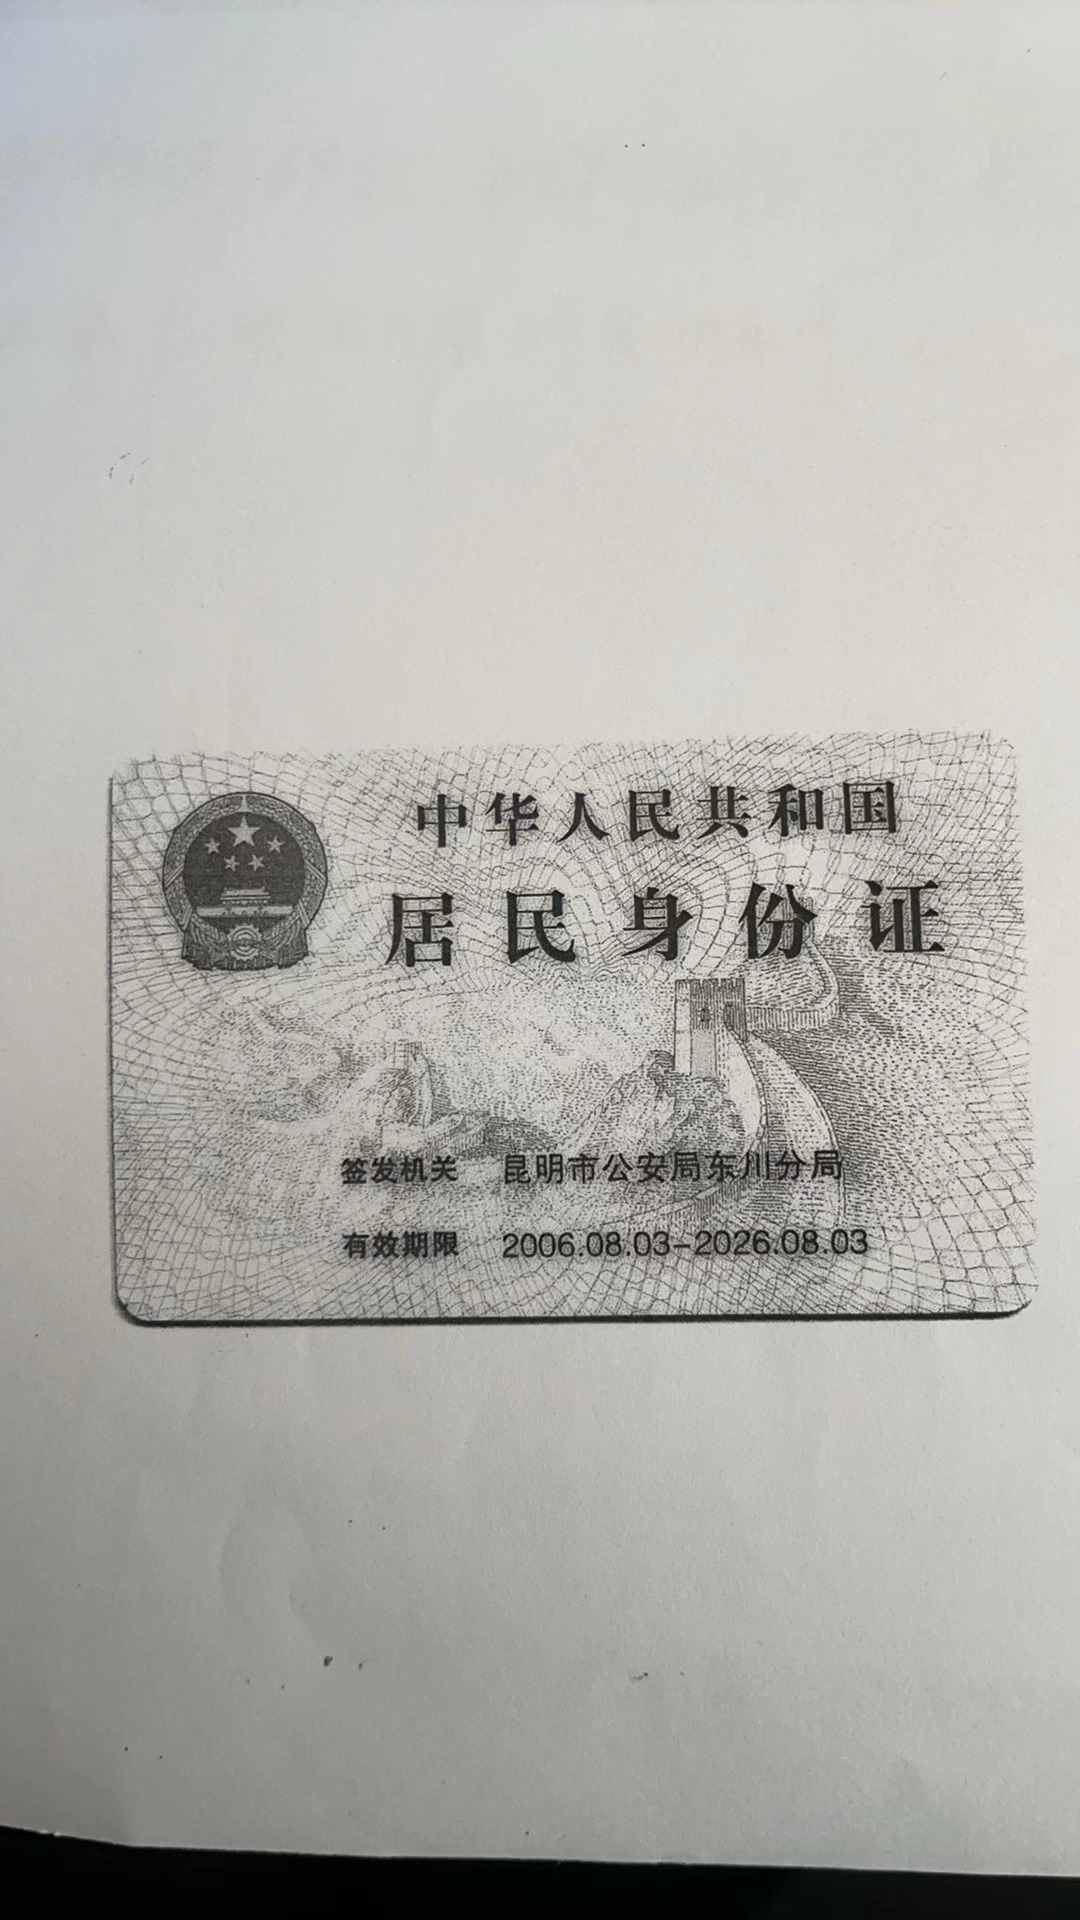 中华人民共和国
居民身份证
签发机关 昆明市公安局东川分局
有效期限 2006.08.03-2026.08.03